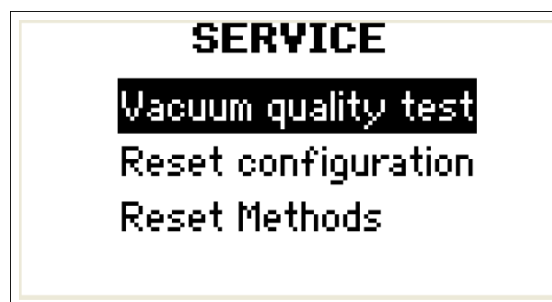 SERVICE
Vacuum quality test
Reset configuration
Reset Methods